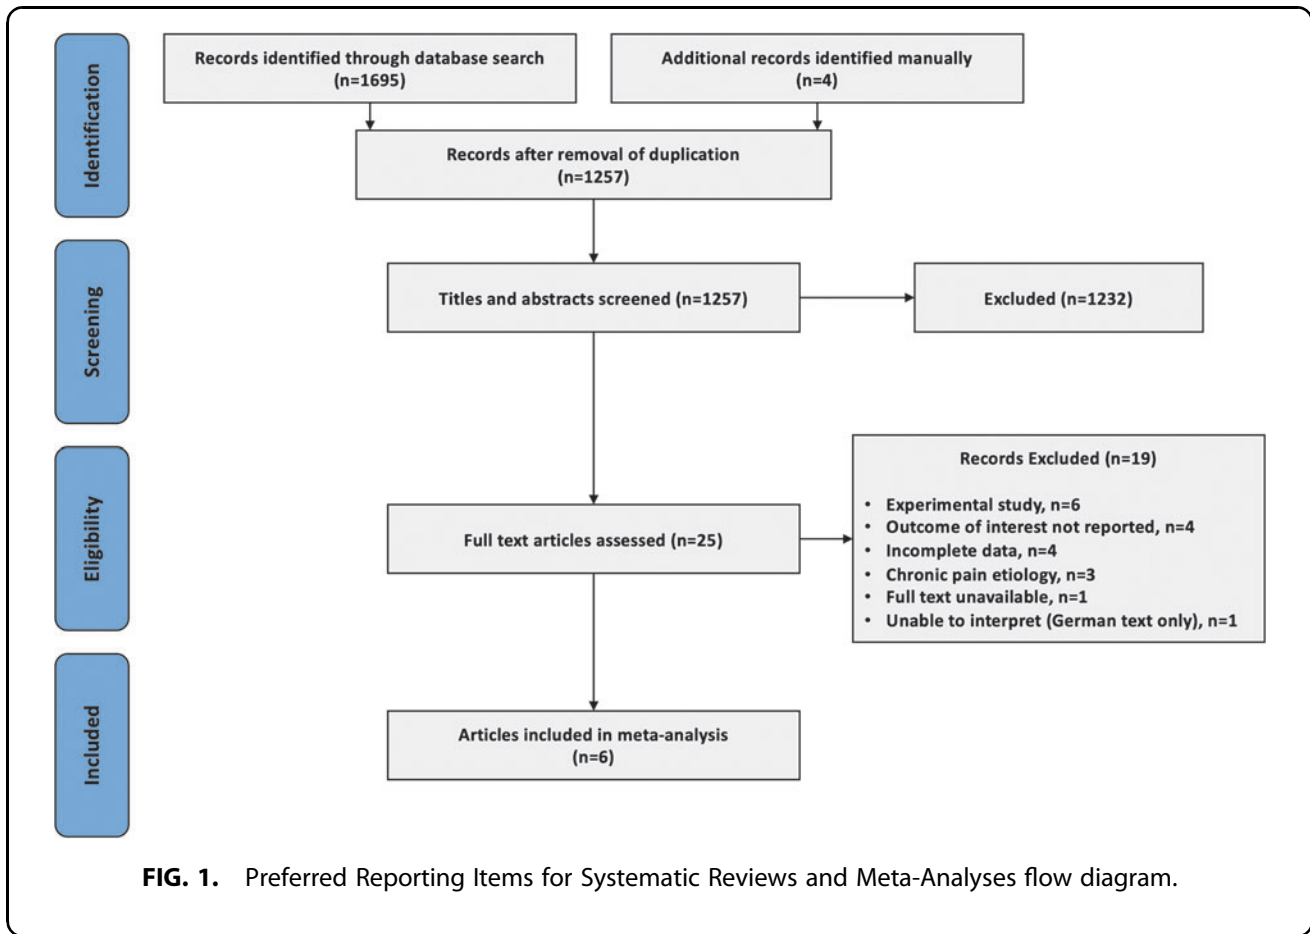 Identification
Records identified through database search
(n=1695)
Additional records identified manually
(n=4)
Records after removal of duplication
(n=1257)
Screening
Titles and abstracts screened (n=1257)
Excluded (n=1232)
Eligibility
Full text articles assessed (n=25)
Records Excluded (n=19)
• Experimental study, n=6
• Outcome of interest not reported, n=4
• Incomplete data, n=4
• Chronic pain etiology, n=3
• Full text unavailable, n=1
• Unable to interpret (German text only), n=1
Included
Articles included in meta-analysis
(n=6)
FIG. 1. Preferred Reporting Items for Systematic Reviews and Meta-Analyses flow diagram.